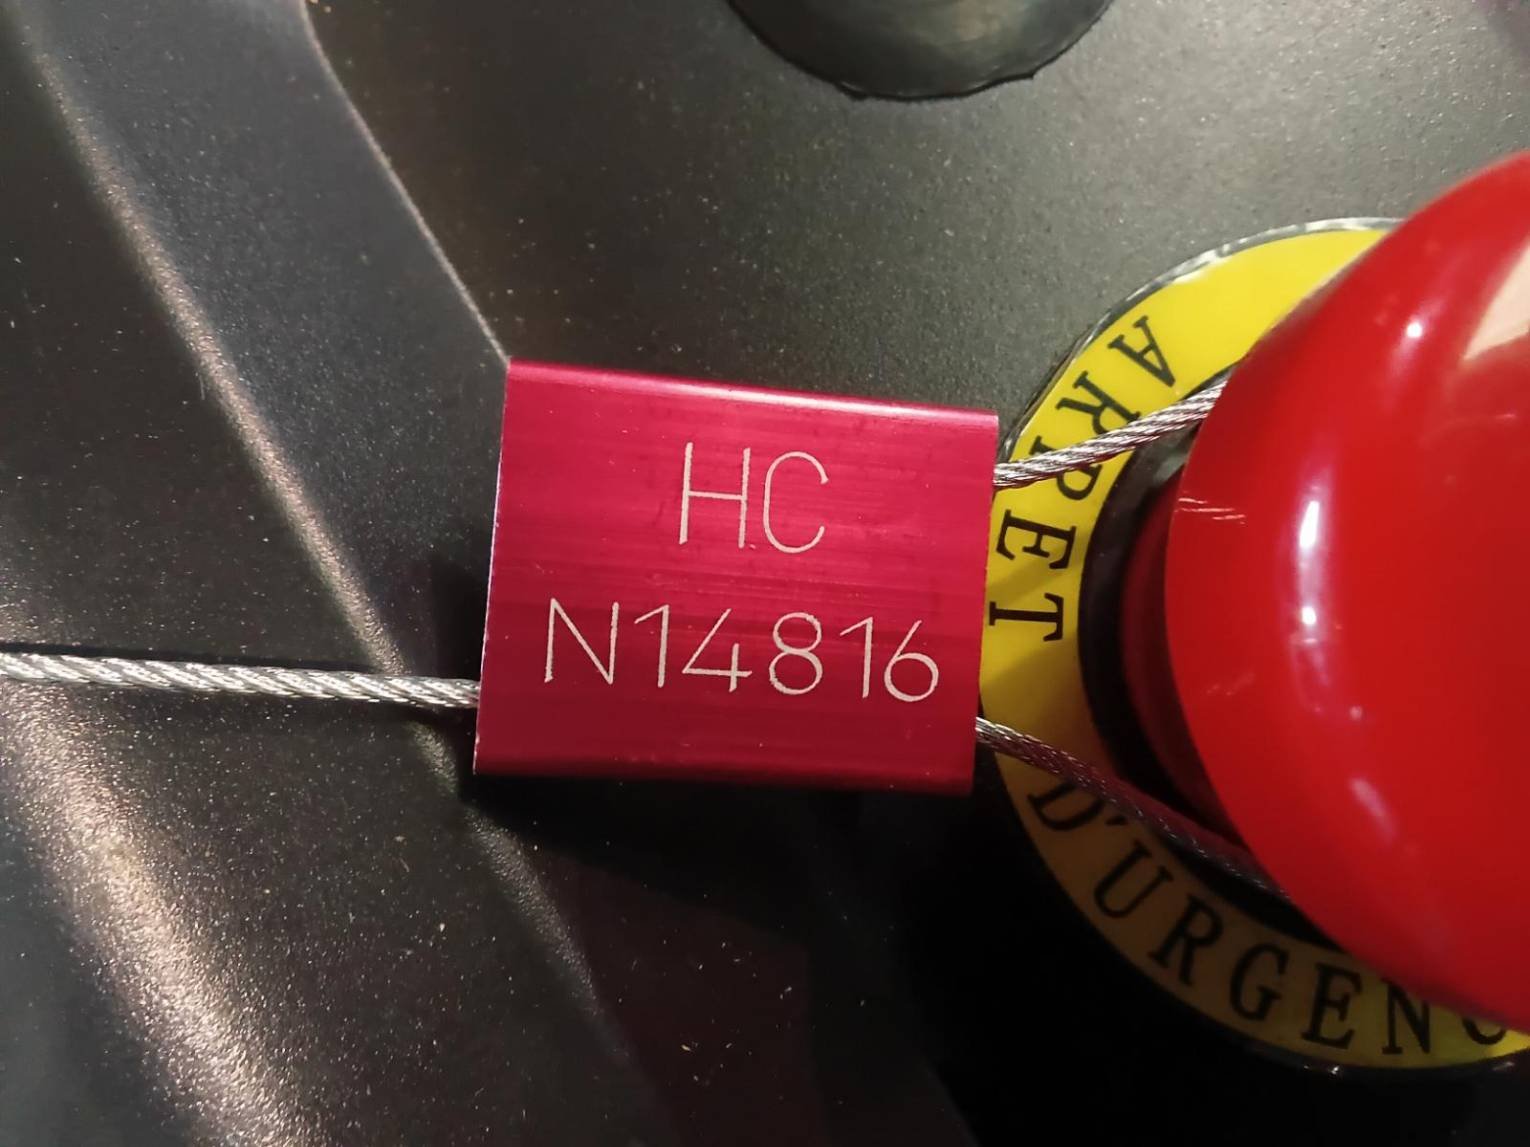 HC
N14816
ARRET
D'URGENC